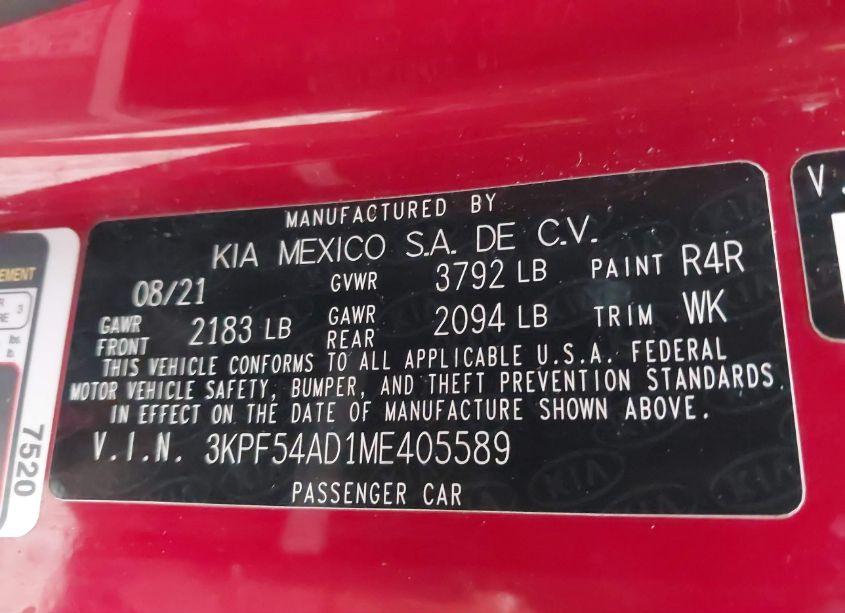 MANUFACTURED BY
KIA MEXICO S.A. DE C.V.
08/21 GVWR 3792 LB PAINT R4R
GAWR FRONT 2183 LB GAWR REAR 2094 LB TRIM WK
THIS VEHICLE CONFORMS TO ALL APPLICABLE U.S.A. FEDERAL
MOTOR VEHICLE SAFETY, BUMPER, AND THEFT PREVENTION STANDARDS
IN EFFECT ON THE DATE OF MANUFACTURE SHOWN ABOVE.
V.I.N. 3KPF54AD1ME405589
PASSENGER CAR
7520
3
lbs.
V.